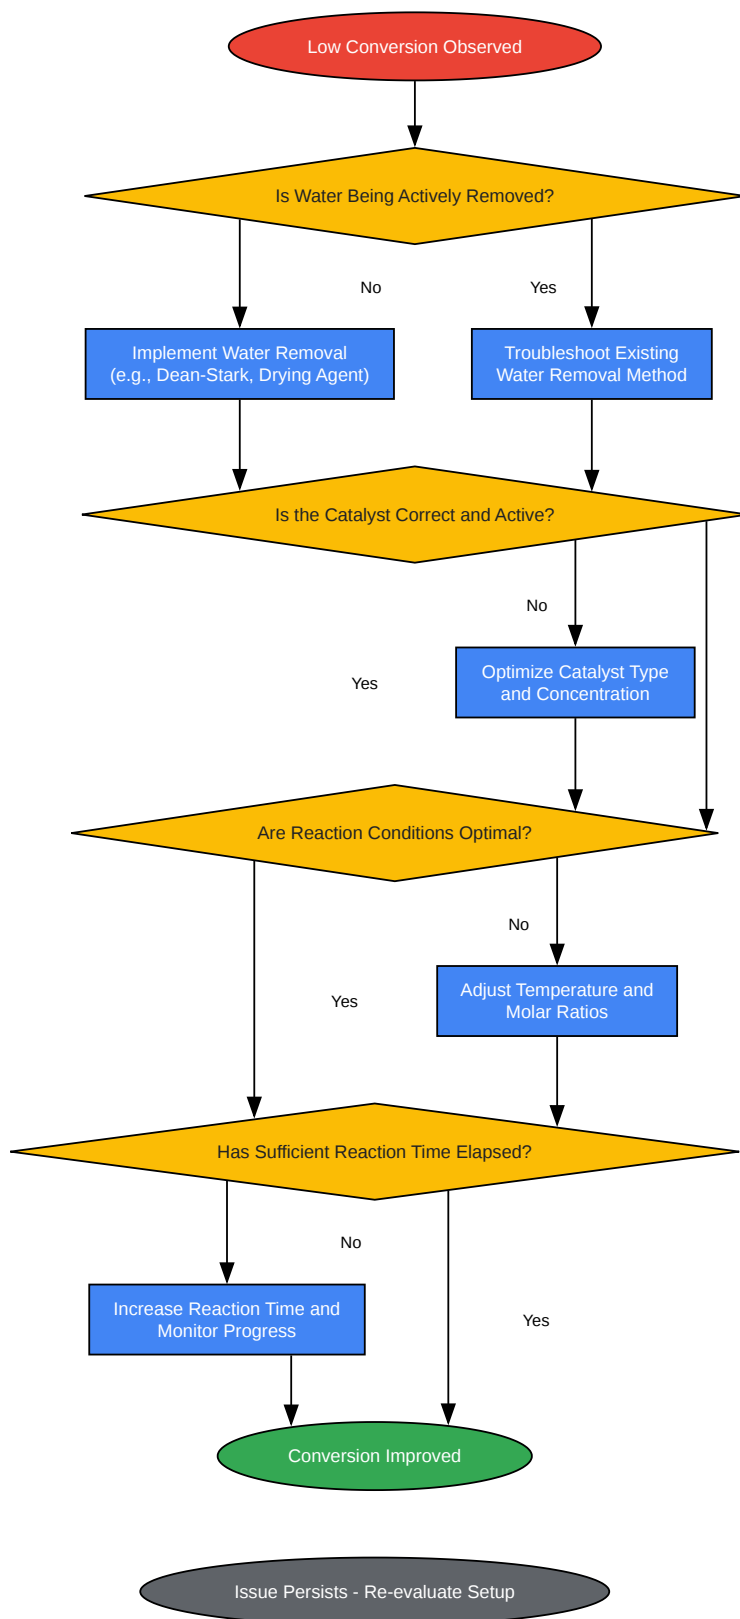 Low Conversion Observed
Is Water Being Actively Removed?
No
Yes
Implement Water Removal
(e.g., Dean-Stark, Drying Agent)
Troubleshoot Existing
Water Removal Method
Is the Catalyst Correct and Active?
No
Optimize Catalyst Type
and Concentration
Yes
Are Reaction Conditions Optimal?
No
Adjust Temperature and
Molar Ratios
Yes
Has Sufficient Reaction Time Elapsed?
No
Increase Reaction Time and
Monitor Progress
Yes
Conversion Improved
Issue Persists - Re-evaluate Setup